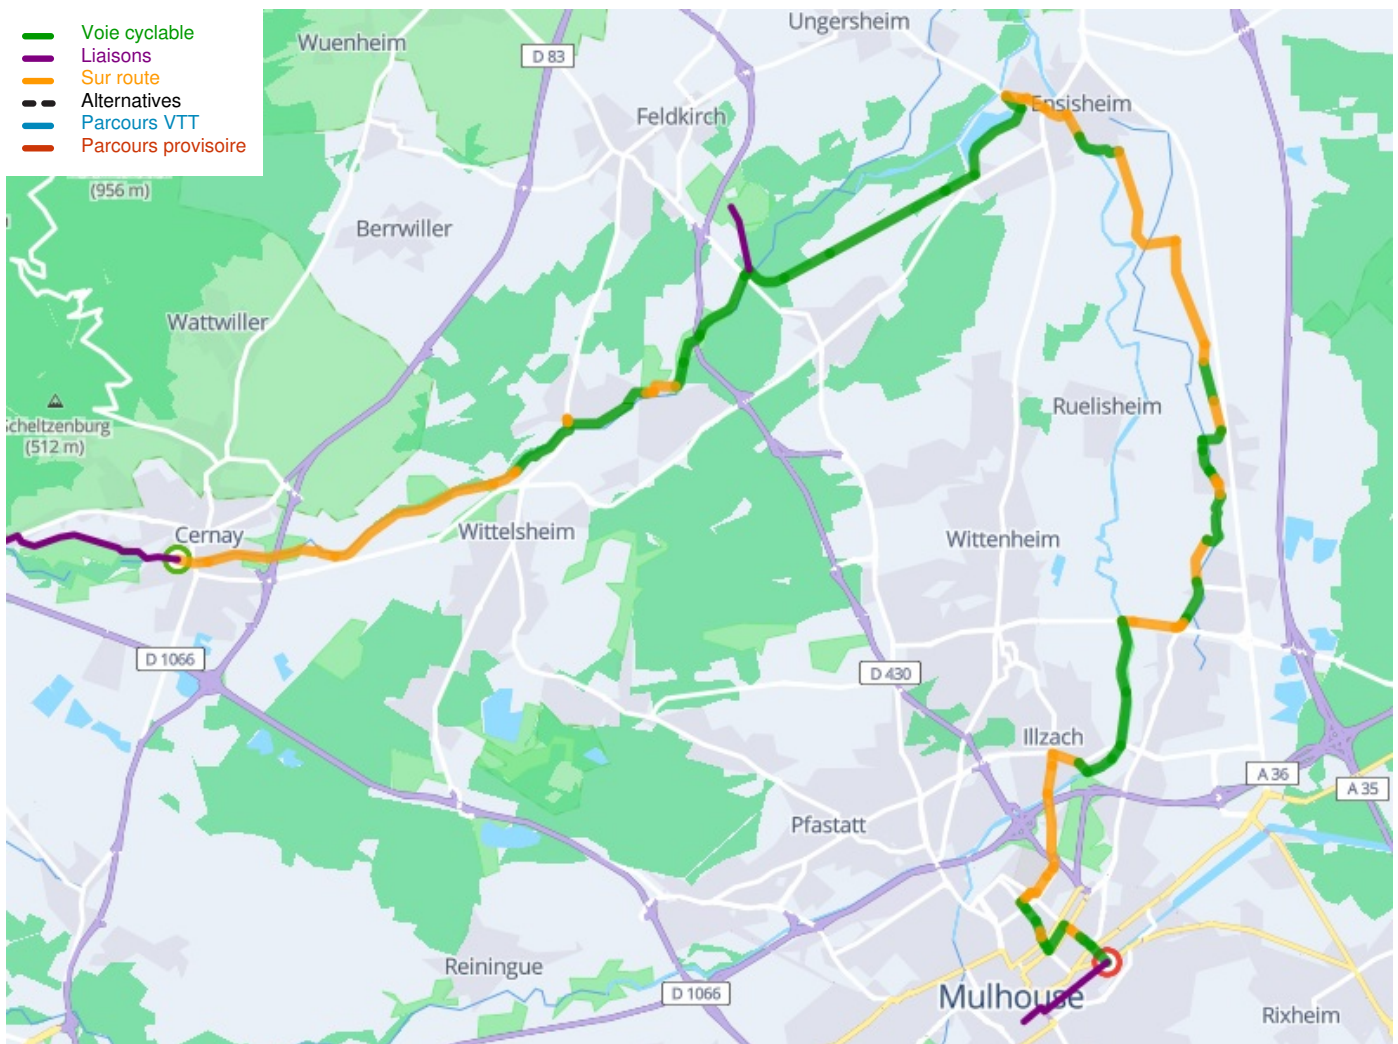 Voie cyclable
Liaisons
Sur route
Alternatives
Parcours VTT
Parcours provisoire
Ungersheim
Wuenheim
D 83
Feldkirch
Ensisheim
(956 m)
Berrwiller
Wattwiller
Ruelisheim
Scheltzenburg
(512 m)
Cernay
Wittelsheim
Wittenheim
D 1066
D 430
Illzach
A 36
A 35
Pfastatt
Reiningue
D 1066
Mulhouse
Rixheim